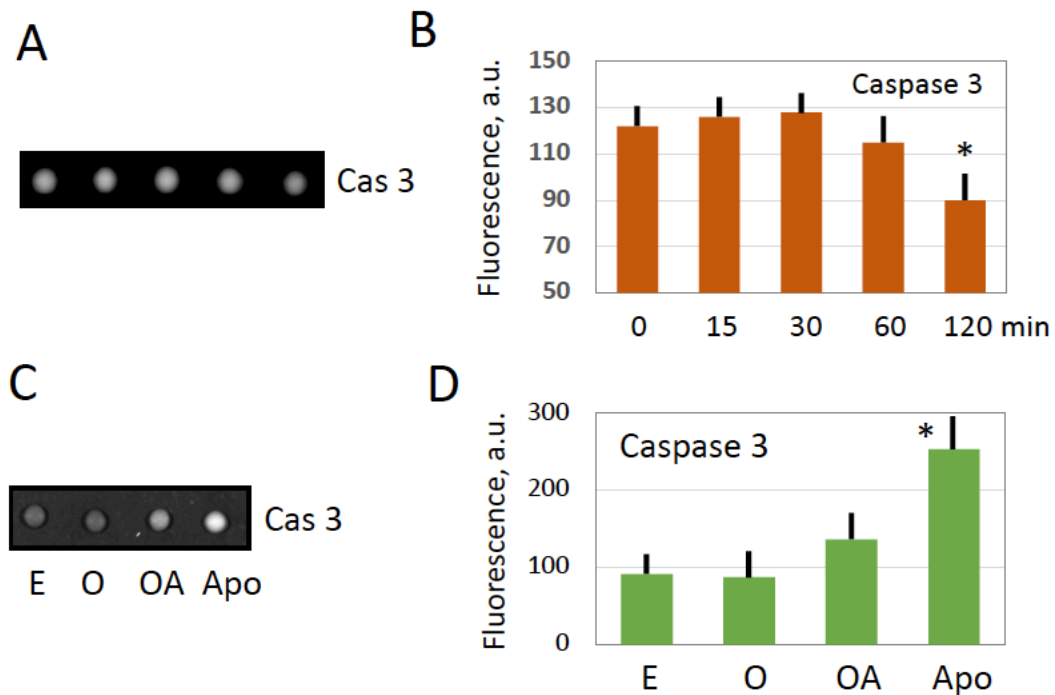 A
Cas 3
B
Fluorescence, a.u.
150
130
110
90
70
50
Caspase 3
*
0 15 30 60 120 min
C
Cas 3
E O OA Apo
D
Fluorescence, a.u.
300
200
100
0
Caspase 3
*
E O OA Apo